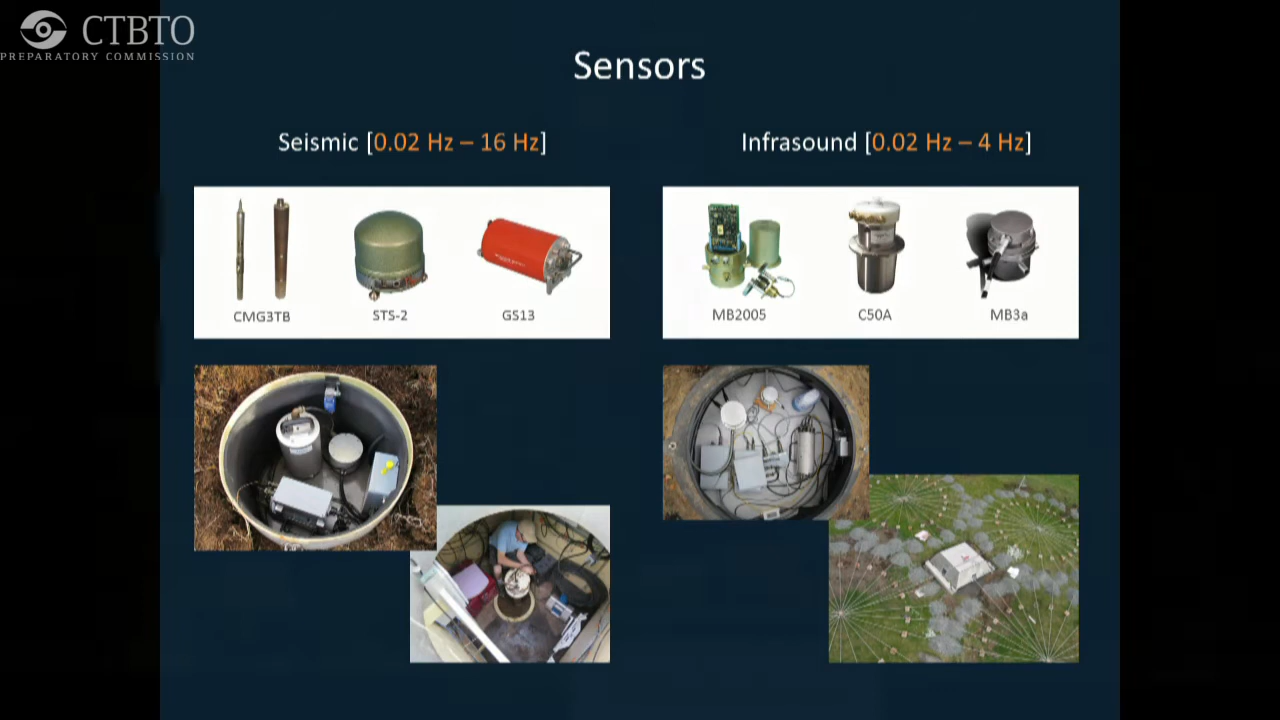 CTBTO
PREPARATORY COMMISSION
Sensors
Seismic [0.02 Hz – 16 Hz]
Infrasound [0.02 Hz – 4 Hz]
CMG3TB
STS-2
GS13
MB2005
C50A
MB3a